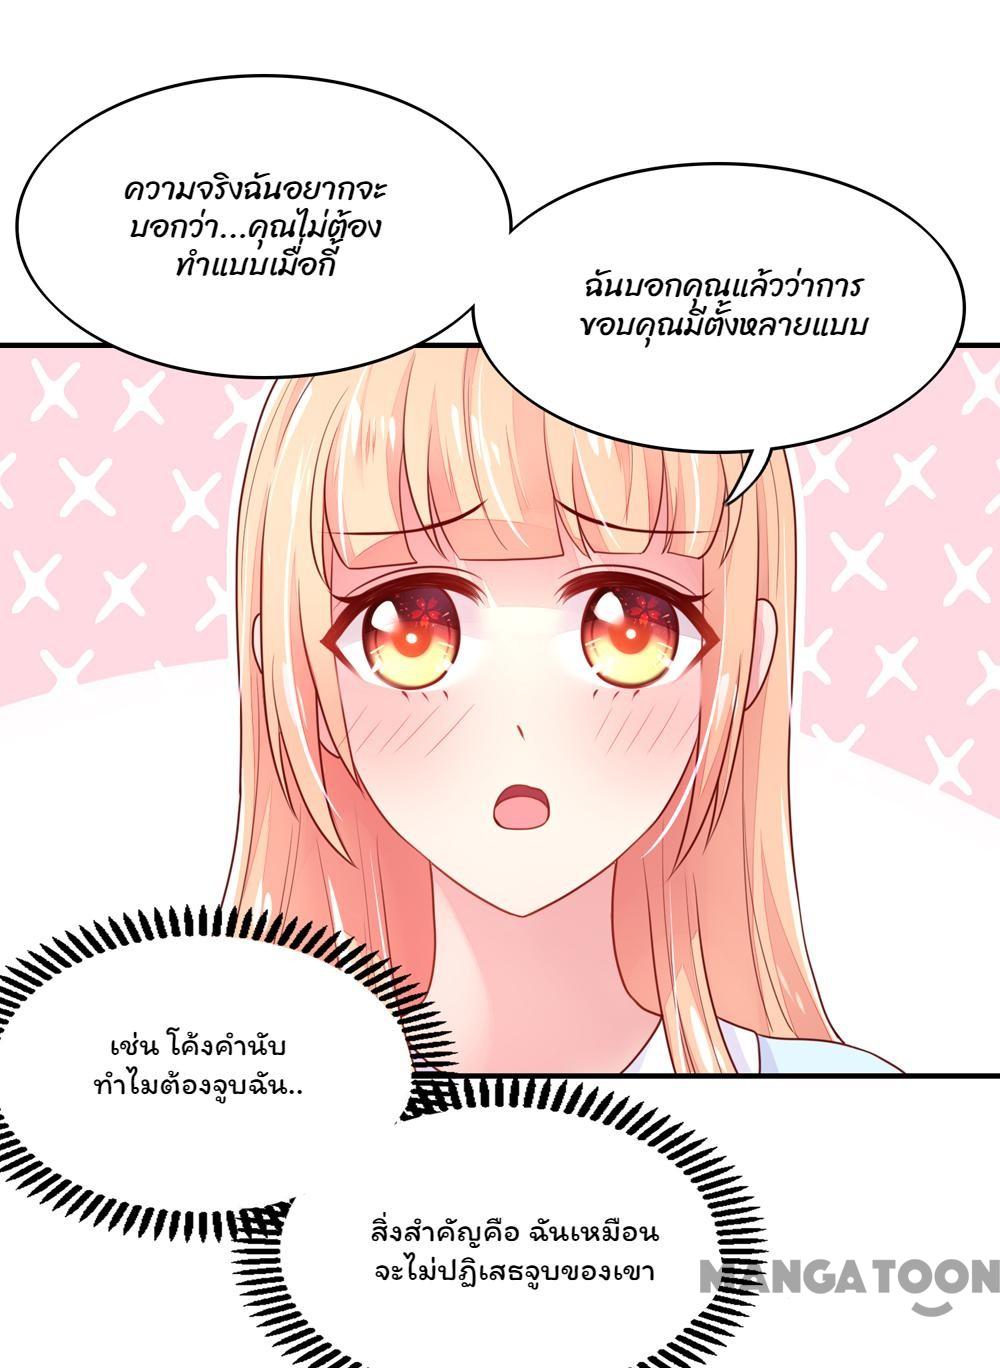 ความจริงฉันอยากจะ
บอกว่า...คุณไม่ต้อง
ทำแบบเมื่อกี้
ฉันบอกคุณแล้วว่าการ
ขอบคุณมีตั้งหลายแบบ
เช่น โค้งคำนับ
ทำไมต้องจูบฉัน..
สิ่งสำคัญคือ ฉันเหมือน
จะไม่ปฏิเสธจูบของเขา
MANGATOON